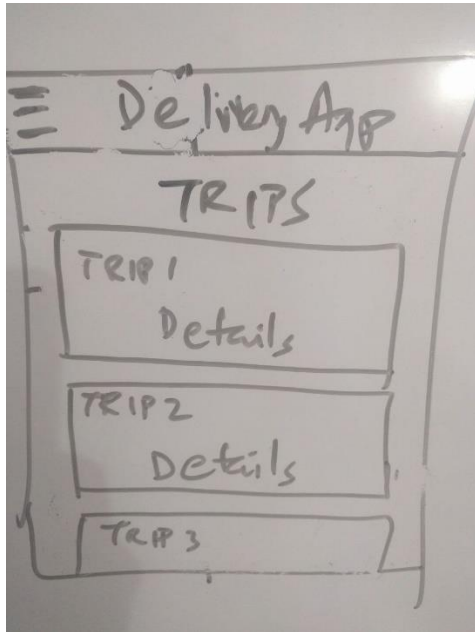 Delivery App
TRIPS
TRIP 1
Details
TRIP 2
Details
TRIP 3